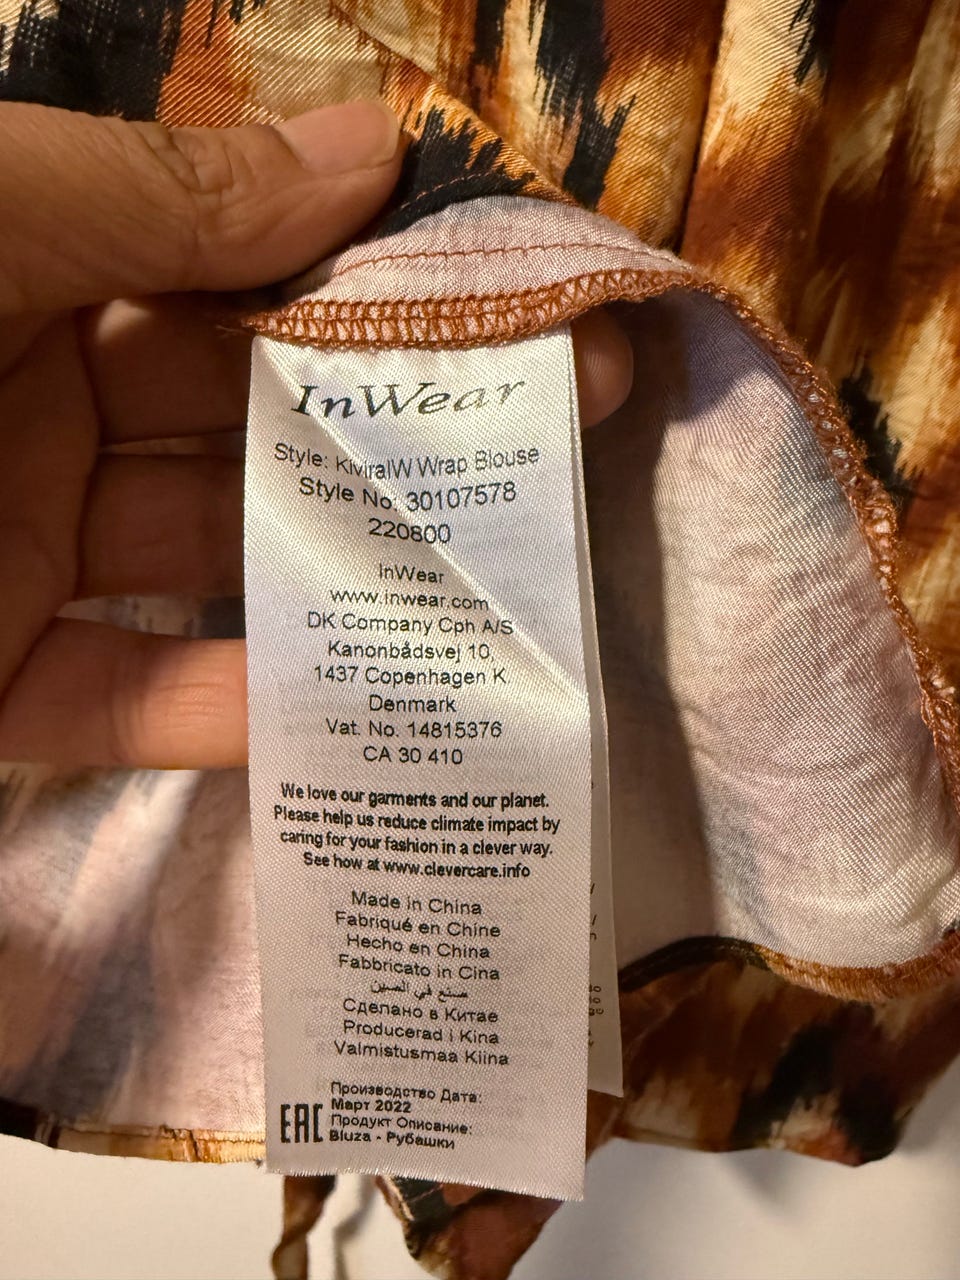 InWear
Style: KiviraIW Wrap Blouse
Style No: 30107578
220800
InWear
www.inwear.com
DK Company Cph A/S
Kanonbådsvej 10,
1437 Copenhagen K
Denmark
Vat. No. 14815376
CA 30 410
We love our garments and our planet.
Please help us reduce climate impact by
caring for your fashion in a clever way.
See how at www.clevercare.info
Made in China
Fabriqué en Chine
Hecho en China
Fabbricato in Cina
صنع في الصين
Сделано в Китае
Producerad i Kina
Valmistusmaa Kiina
Производство Дата:
Март 2022
EAC
Продукт Описание:
Bluza - Рубашки